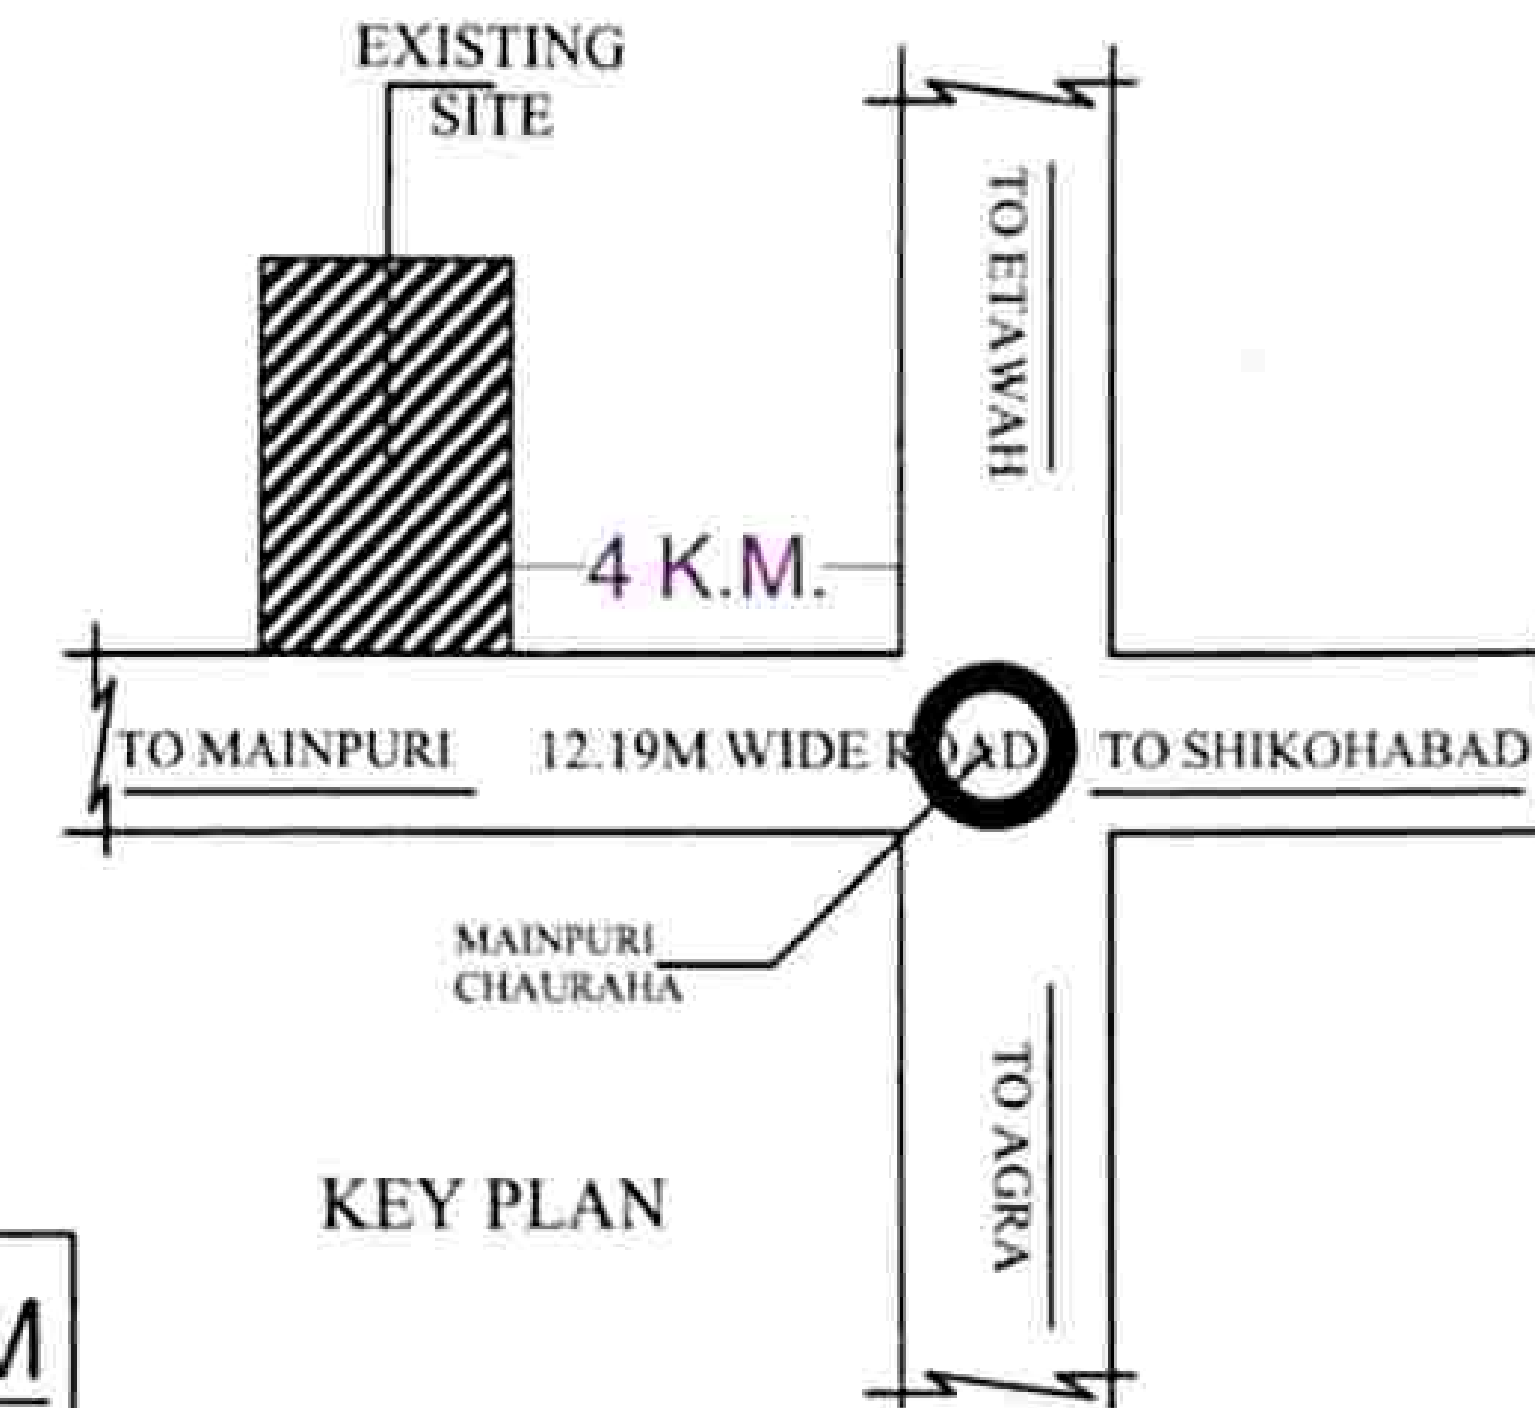 EXISTING
SITE
TO ETAWAH
4 K.M.
TO MAINPURI 12.19M WIDE ROAD TO SHIKOHABAD
MAINPURI
CHAURAHA
TO AGRA
KEY PLAN
M